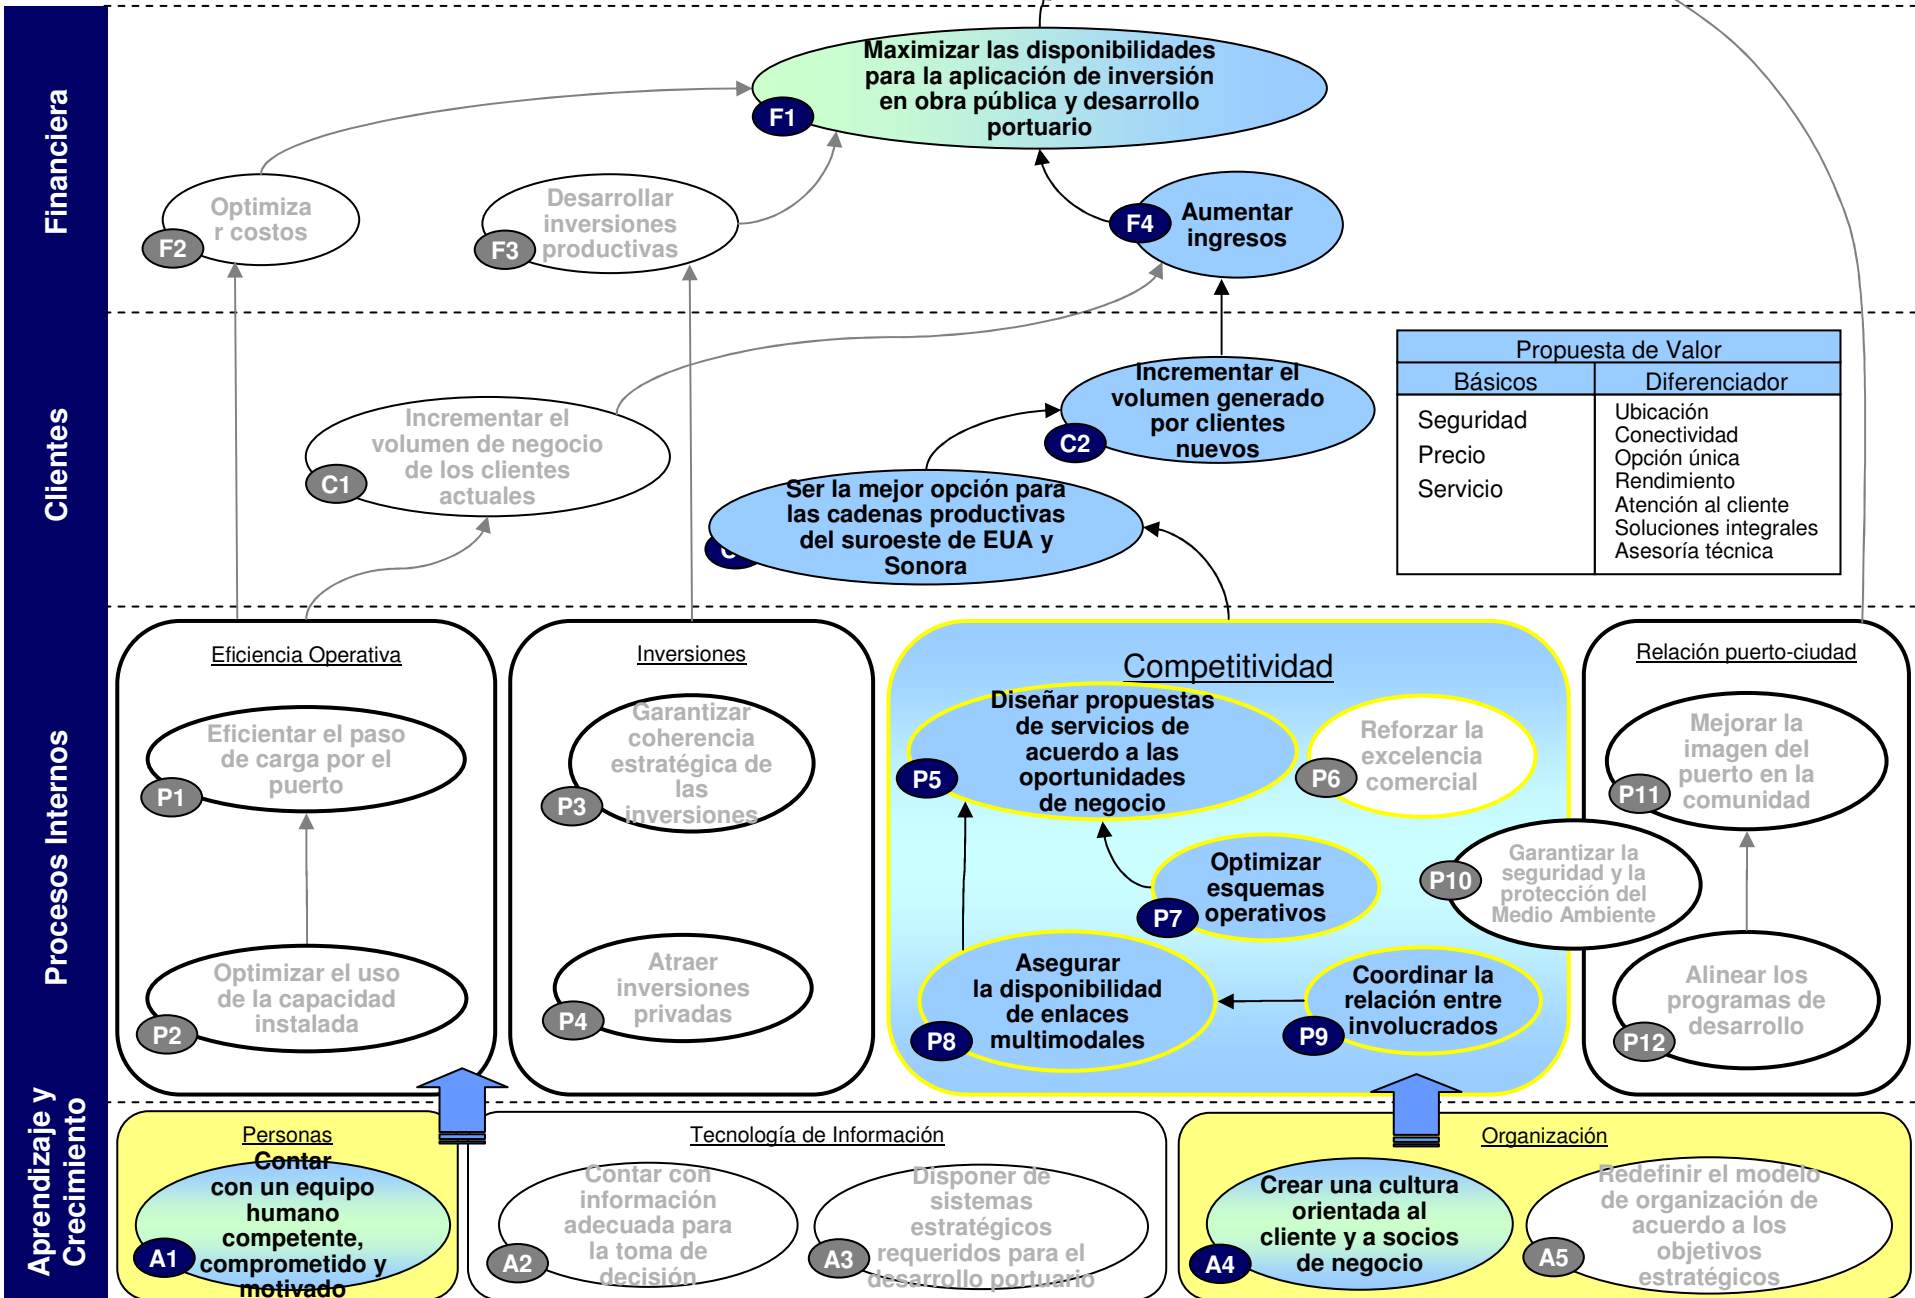 Financiera
Maximizar las disponibilidades
para la aplicación de inversión
en obra pública y desarrollo
portuario
F1
Optimiza
r costos
F2
Desarrollar
inversiones
productivas
F3
Aumentar
ingresos
F4
Clientes
Incrementar el
volumen de negocio
de los clientes
actuales
C1
Incrementar el
volumen generado
por clientes
nuevos
C2
Ser la mejor opción para
las cadenas productivas
del suroeste de EUA y
Sonora
Propuesta de Valor
Básicos
Seguridad
Precio
Servicio
Diferenciador
Ubicación
Conectividad
Opción única
Rendimiento
Atención al cliente
Soluciones integrales
Asesoría técnica
Procesos Internos
Eficiencia Operativa
Eficientar el paso
de carga por el
puerto
P1
Optimizar el uso
de la capacidad
instalada
P2
Inversiones
Garantizar
coherencia
estratégica de
las
inversiones
P3
Atraer
inversiones
privadas
P4
Competitividad
Diseñar propuestas
de servicios de
acuerdo a las
oportunidades
de negocio
P5
Reforzar la
excelencia
comercial
P6
Optimizar
esquemas
operativos
P7
Asegurar
la disponibilidad
de enlaces
multimodales
P8
Coordinar la
relación entre
involucrados
P9
Garantizar la
seguridad y la
protección del
Medio Ambiente
P10
Relación puerto-ciudad
Mejorar la
imagen del
puerto en la
comunidad
P11
Alinear los
programas de
desarrollo
P12
Aprendizaje y
Crecimiento
Personas
Contar
con un equipo
humano
competente,
comprometido y
motivado
A1
Tecnología de Información
Contar con
información
adecuada para
la toma de
decisión
A2
Disponer de
sistemas
estratégicos
requeridos para el
desarrollo portuario
A3
Organización
Crear una cultura
orientada al
cliente y a socios
de negocio
A4
Redefinir el modelo
de organización de
acuerdo a los
objetivos
estratégicos
A5